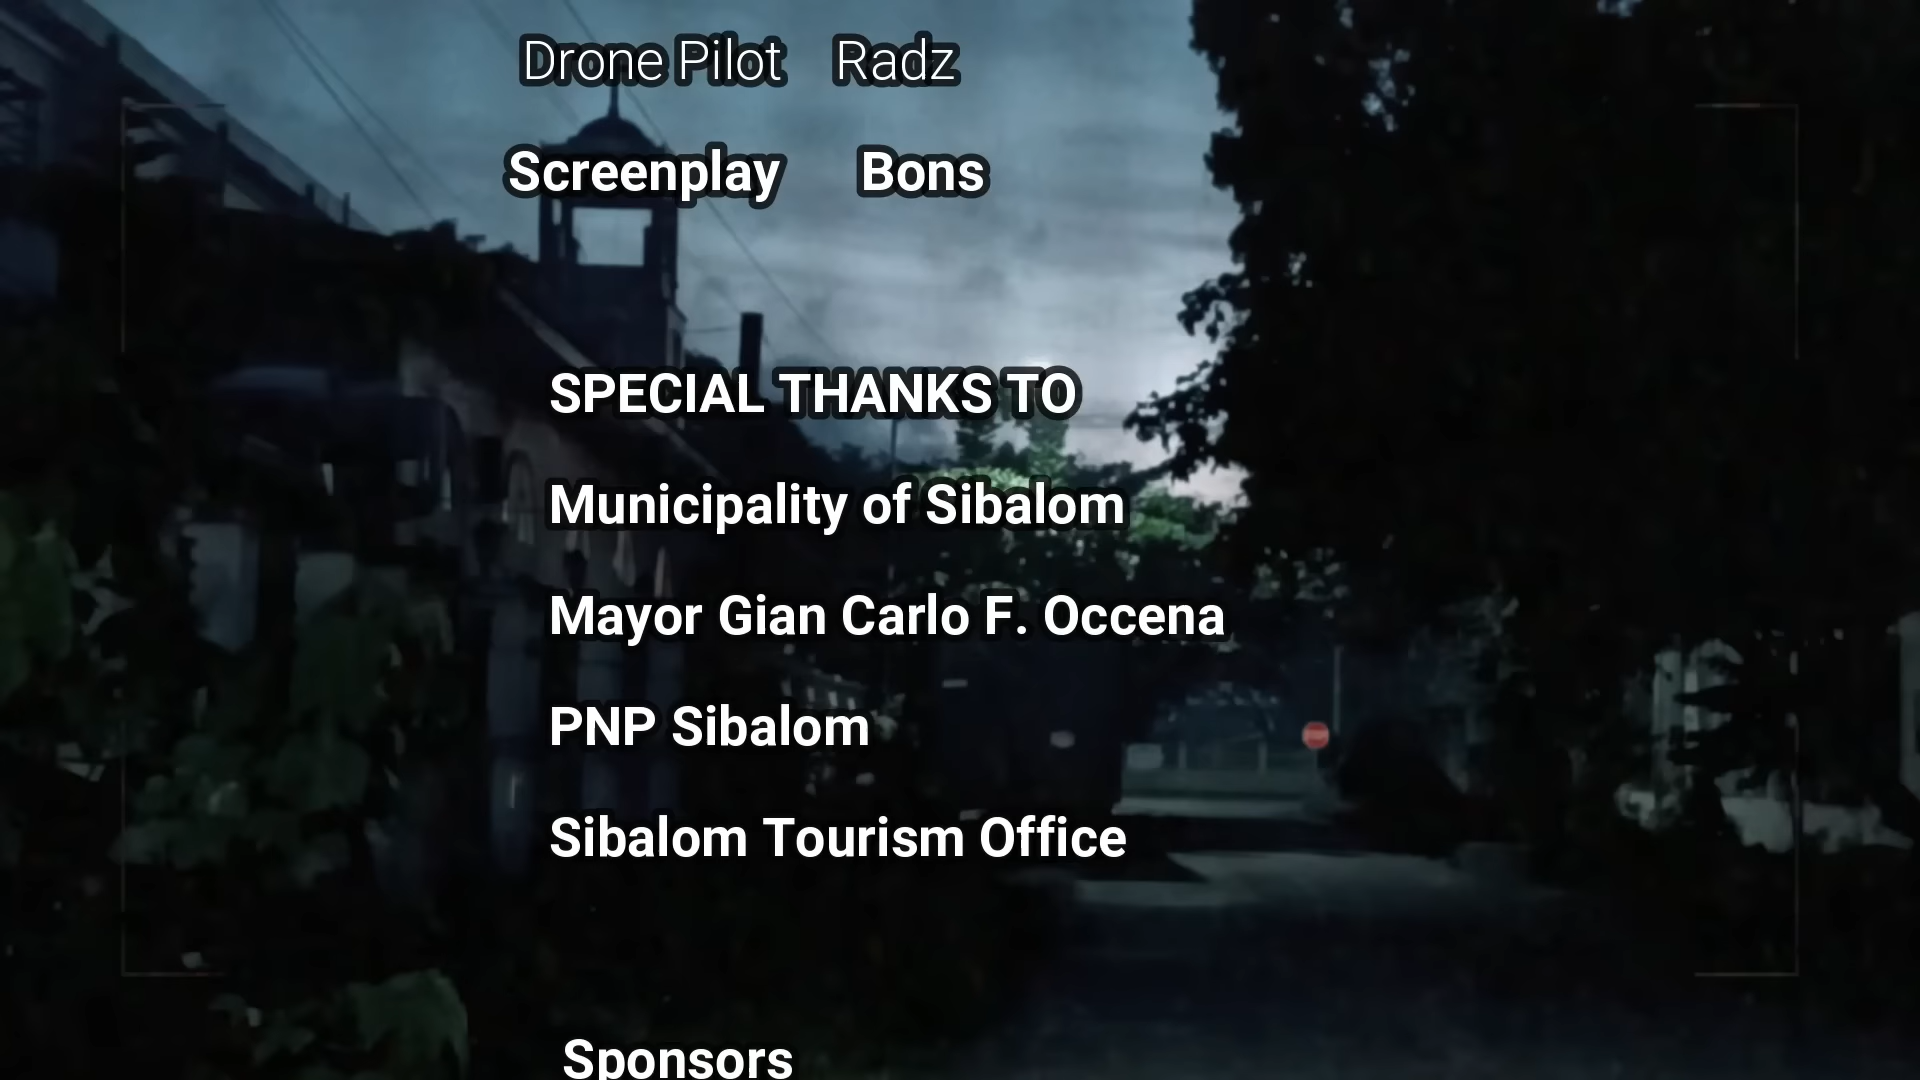 Drone Pilot Radz
Screenplay Bons
SPECIAL THANKS TO
Municipality of Sibalom
Mayor Gian Carlo F. Occena
PNP Sibalom
Sibalom Tourism Office
Sponsors